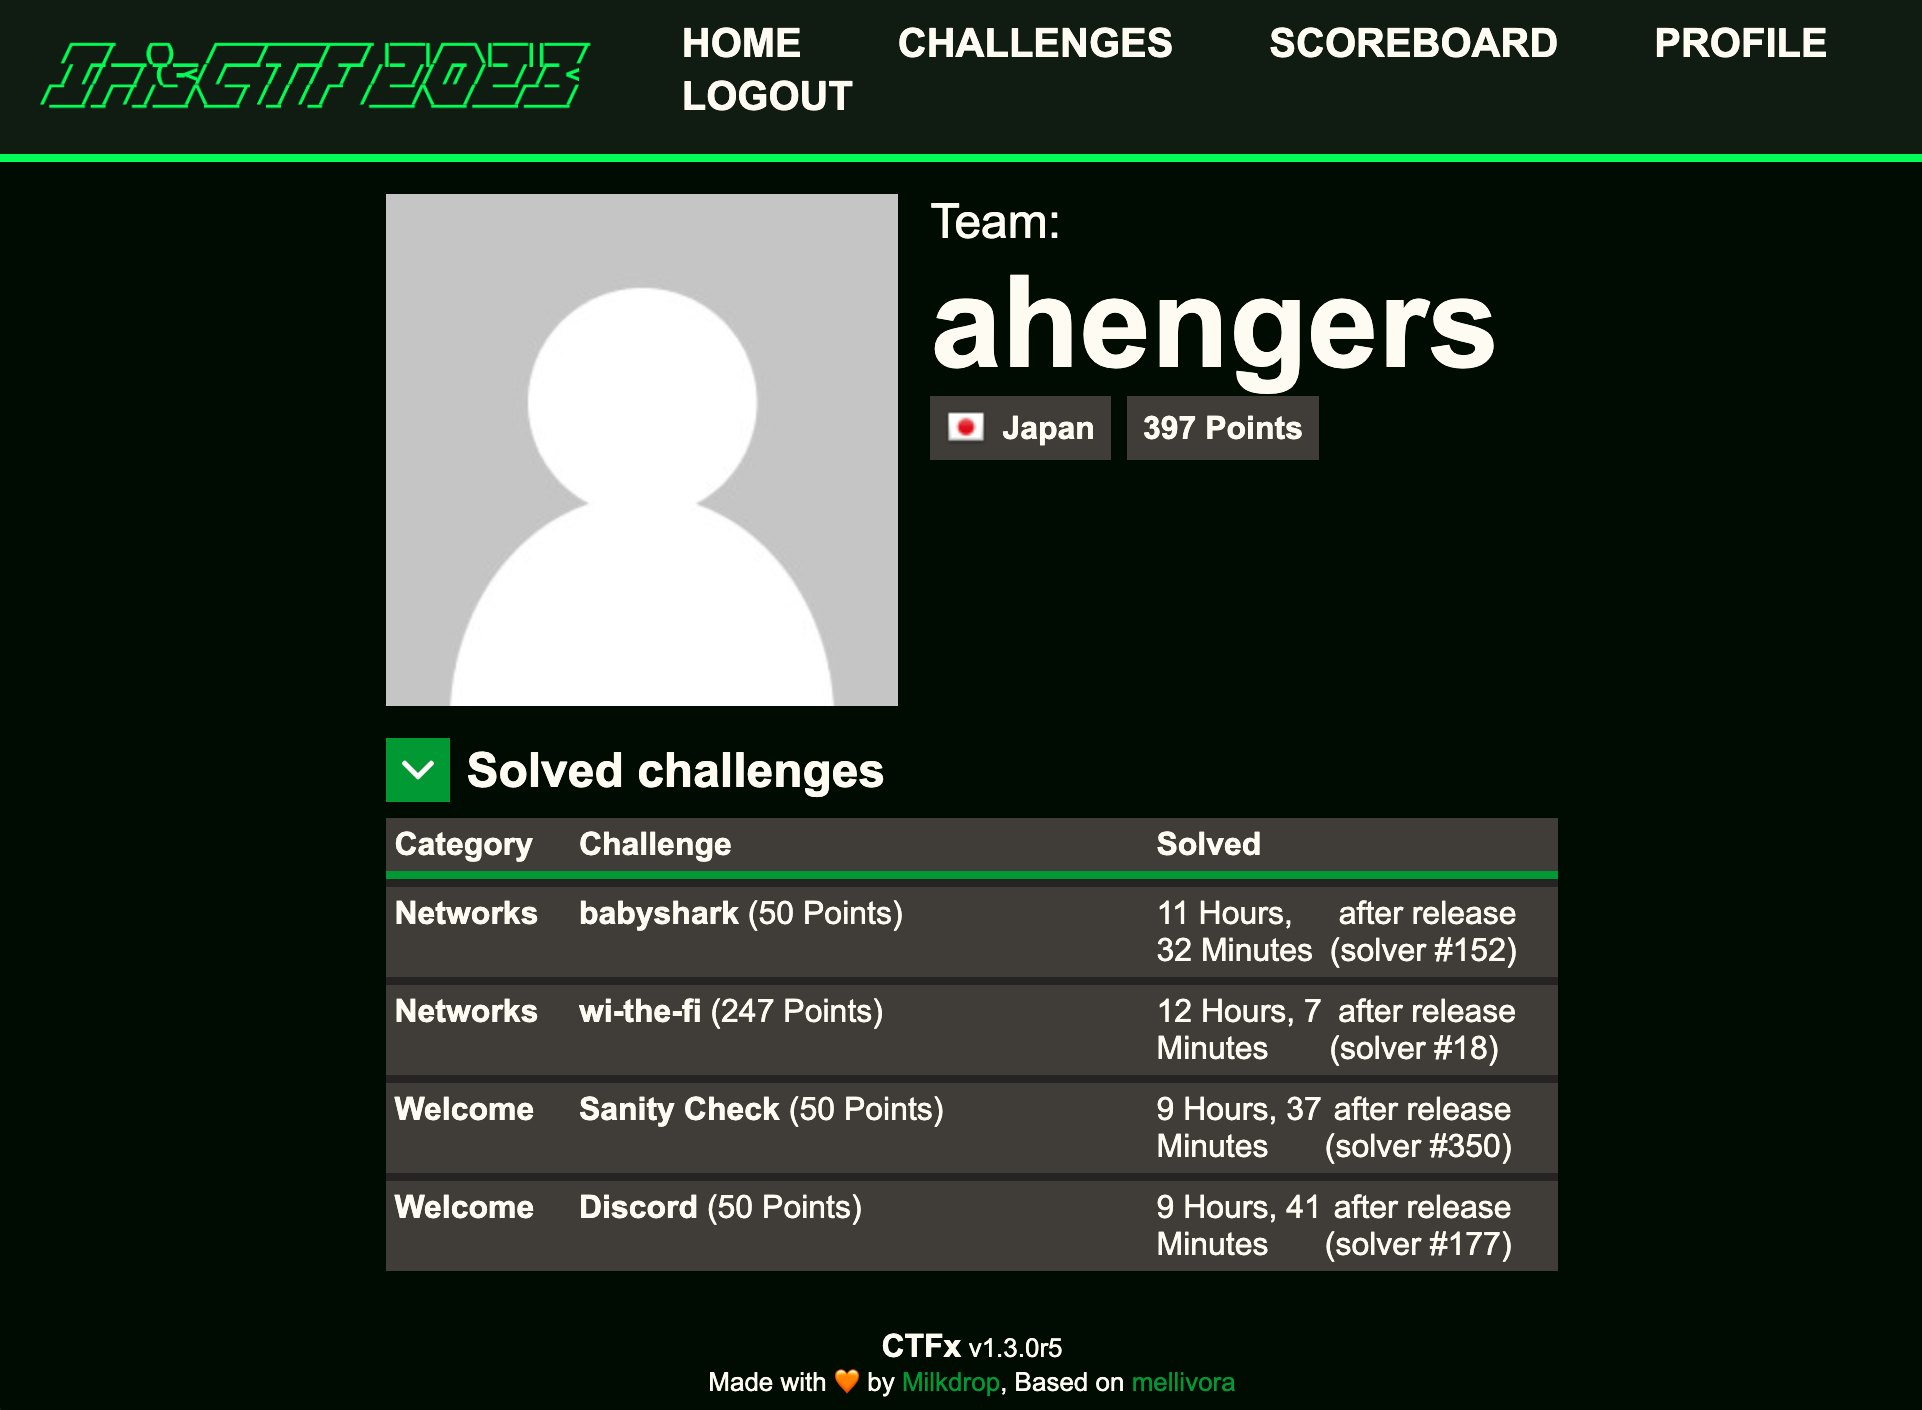 IrisCTF 2023
HOME CHALLENGES SCOREBOARD PROFILE
LOGOUT
Team:
ahengers
Japan 397 Points
Solved challenges
Category Challenge Solved
Networks babyshark (50 Points) 11 Hours, after release
32 Minutes (solver #152)
Networks wi-the-fi (247 Points) 12 Hours, 7 after release
Minutes (solver #18)
Welcome Sanity Check (50 Points) 9 Hours, 37 after release
Minutes (solver #350)
Welcome Discord (50 Points) 9 Hours, 41 after release
Minutes (solver #177)
CTFx v1.3.0r5
Made with 🧡 by Milkdrop, Based on mellivora